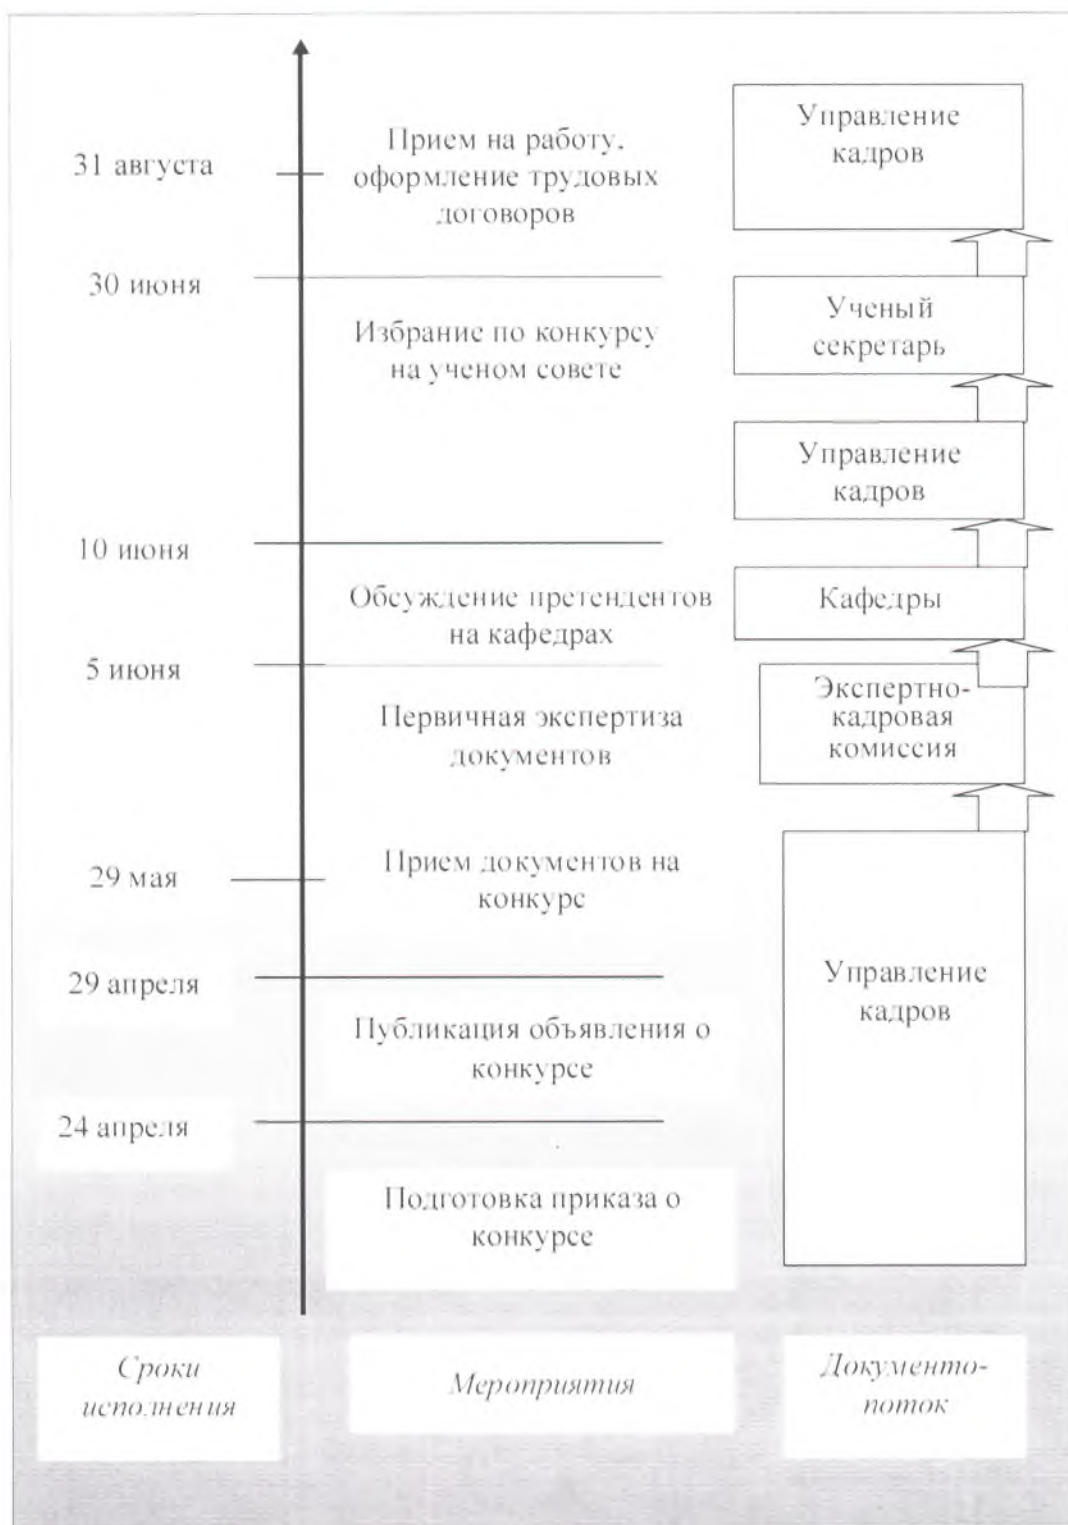 Управление
кадров
31 августа
Прием на работу,
оформление трудовых
договоров
30 июня
Ученый
секретарь
Избрание по конкурсу
на ученом совете
Управление
кадров
10 июня
Обсуждение претендентов
на кафедрах
Кафедры
5 июня
Экспертно-
кадровая
комиссия
Первичная экспертиза
документов
29 мая
Прием документов на
конкурс
29 апреля
Управление
кадров
Публикация объявления о
конкурсе
24 апреля
Подготовка приказа о
конкурсе
Сроки
исполнения
Мероприятия
Документо-
поток